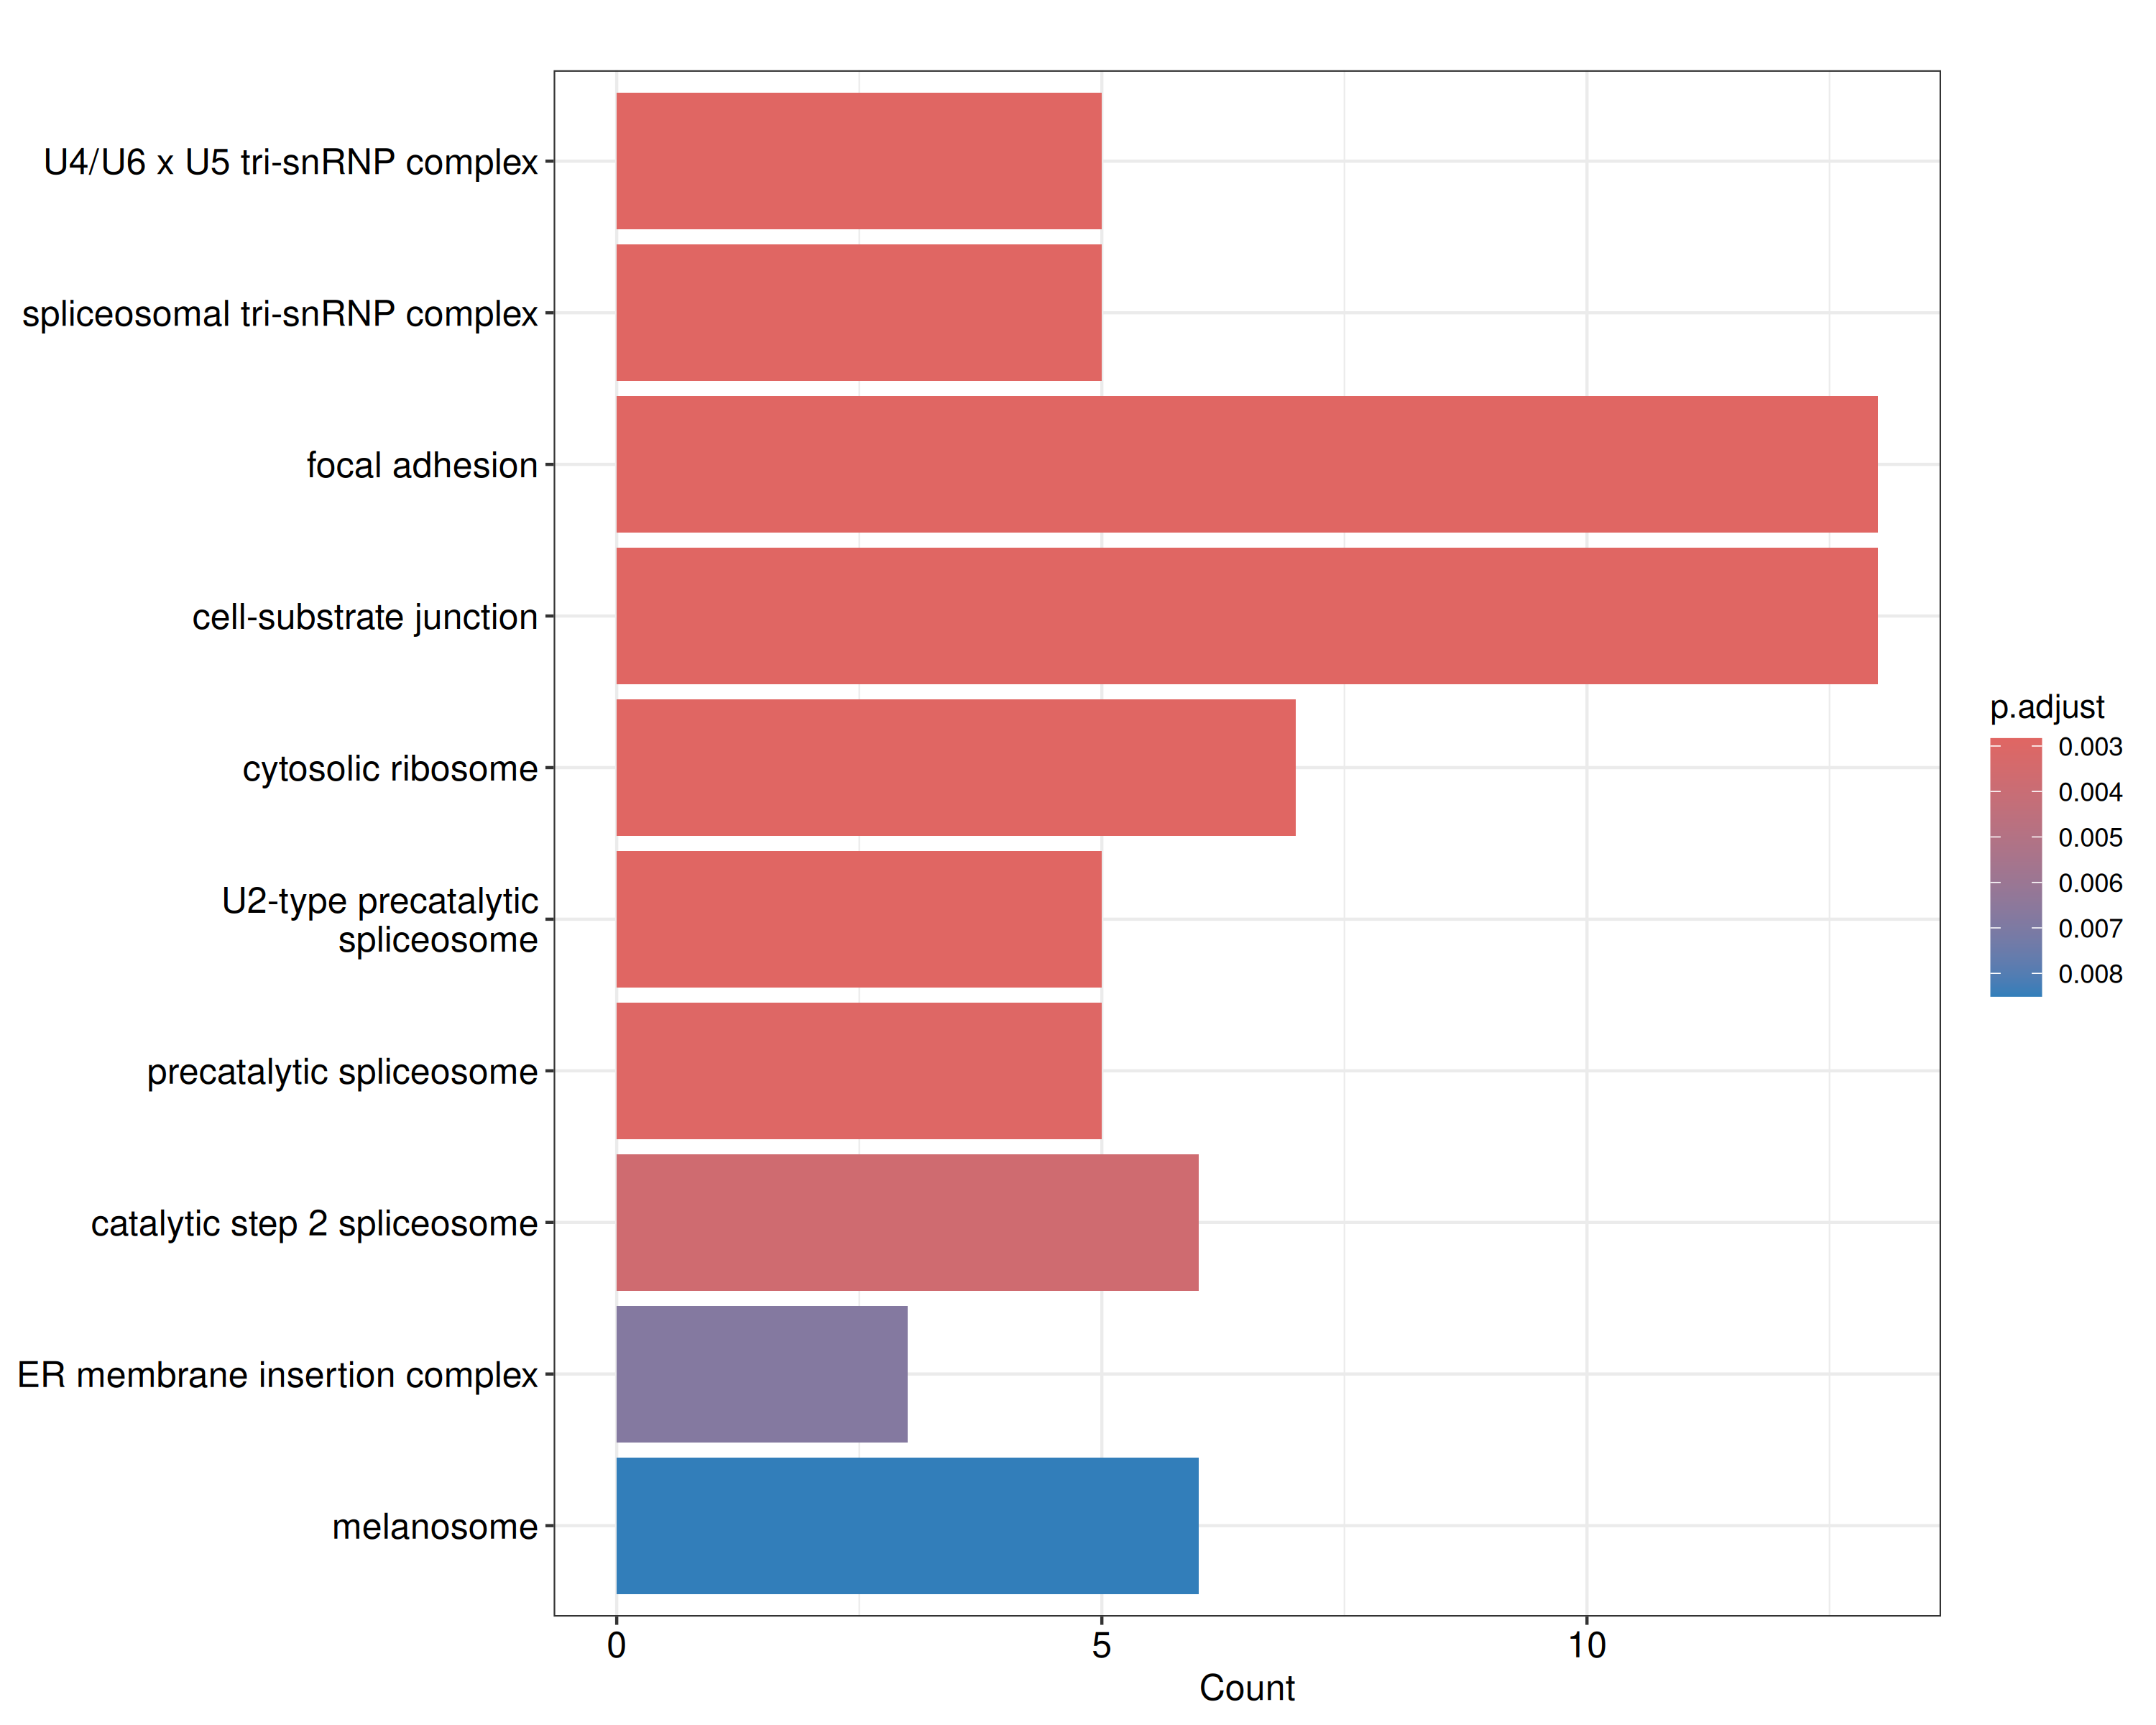 U4/U6 x U5 tri-snRNP complex
spliceosomal tri-snRNP complex
focal adhesion
cell-substrate junction
cytosolic ribosome
U2-type precatalytic
spliceosome
precatalytic spliceosome
catalytic step 2 spliceosome
ER membrane insertion complex
melanosome
0
5
10
Count
p.adjust
0.003
0.004
0.005
0.006
0.007
0.008